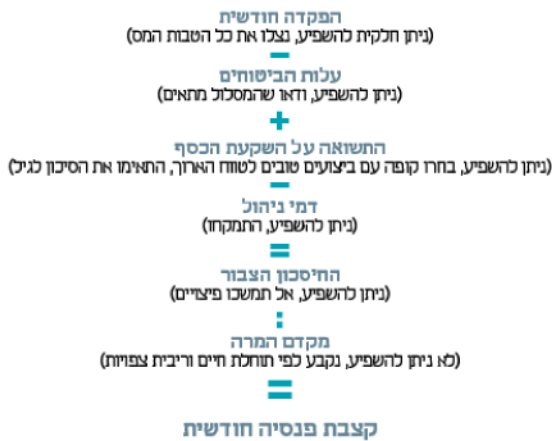 הפקדה חודשית
(ניתן חלקית להשפיע, נצלו את כל הטבות המס)
–
עלות הביטוחים
(ניתן להשפיע, ודאו שהמסלול מתאים)
+
התשואה על השקעת הכסף
(ניתן להשפיע, בחרו קופה עם ביצועים טובים לטווח הארוך, התאימו את הסיכון לגיל)
–
דמי ניהול
(ניתן להשפיע, התמקחו)
=
החיסכון הצבור
(ניתן להשפיע, אל תמשכו פיצויים)
:
מקדם המרה
(לא ניתן להשפיע, נקבע לפי תוחלת חיים וריבית צפויות)
=
קצבת פנסיה חודשית